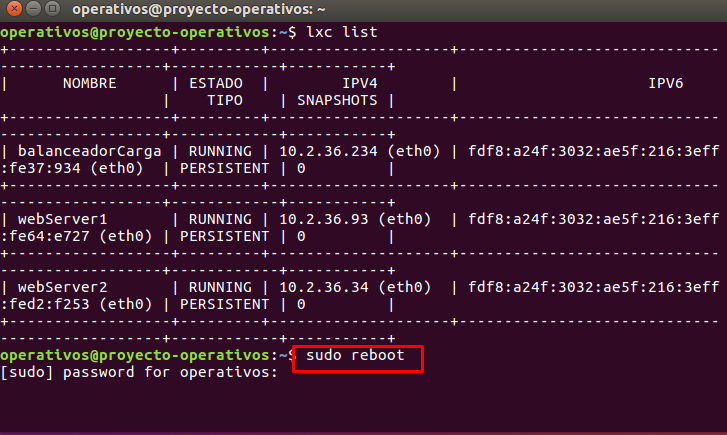 operativos@proyecto-operativos: ~
operativos@proyecto-operativos:~$ lxc list
+-------------------+---------+--------------------+------------------------------
-------------------+------------+-----------+
|      NOMBRE      | ESTADO  |        IPV4        |                      IPV6
                   |    TIPO    | SNAPSHOTS |
+-------------------+---------+--------------------+------------------------------
-------------------+------------+-----------+
| balanceadorCarga | RUNNING | 10.2.36.234 (eth0) | fdf8:a24f:3032:ae5f:216:3eff
:fe37:934 (eth0)  | PERSISTENT | 0         |
+-------------------+---------+--------------------+------------------------------
-------------------+------------+-----------+
| webServer1       | RUNNING | 10.2.36.93 (eth0)  | fdf8:a24f:3032:ae5f:216:3eff
:fe64:e727 (eth0) | PERSISTENT | 0         |
+-------------------+---------+--------------------+------------------------------
-------------------+------------+-----------+
| webServer2       | RUNNING | 10.2.36.34 (eth0)  | fdf8:a24f:3032:ae5f:216:3eff
:fed2:f253 (eth0) | PERSISTENT | 0         |
+-------------------+---------+--------------------+------------------------------
-------------------+------------+-----------+
operativos@proyecto-operativos:~$ sudo reboot
[sudo] password for operativos: